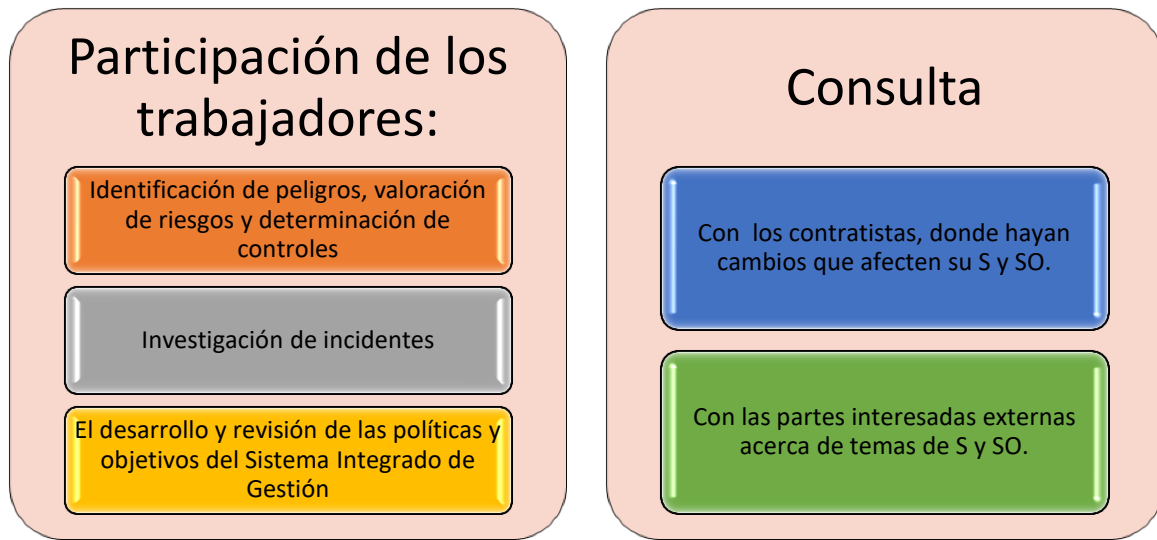 Participación de los
trabajadores:
Identificación de peligros, valoración
de riesgos y determinación de
controles
Investigación de incidentes
El desarrollo y revisión de las políticas y
objetivos del Sistema Integrado de
Gestión
Consulta
Con los contratistas, donde hayan
cambios que afecten su S y SO.
Con las partes interesadas externas
acerca de temas de S y SO.